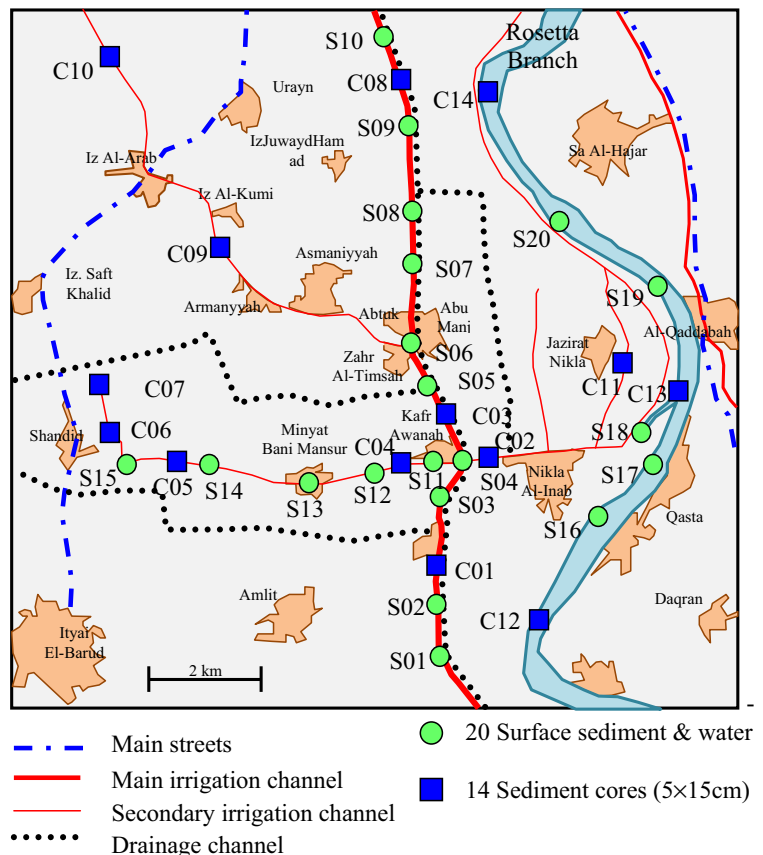 S10
Rosetta
Branch
C10
Urayn
C08
C14
S09
IzJuwaydHam
ad
Sa Al-Hajar
Iz Al-Arab
Iz Al-Kumi
S08
S20
C09
Asmaniyyah
S07
Iz. Saft
Khalid
S19
Armanyyah
Abtuk
Abu
Mani
Al-Qaddabah
S06
Jazirat
Nikla
Zahr
Al-Timsah
C11
C13
C07
S05
Kafr
Awanah
C03
C06
Shandid
Minyat
Bani Mansur
C04
C02
S18
S15
C05
S14
S13
S12
S11
S04
Nikla
Al-Inab
S17
S03
S16
Qasta
C01
Amlit
S02
C12
Daqran
Ityai
El-Barud
S01
2 km
-
Main streets
Main irrigation channel
Secondary irrigation channel
Drainage channel
20 Surface sediment & water
14 Sediment cores (5×15cm)